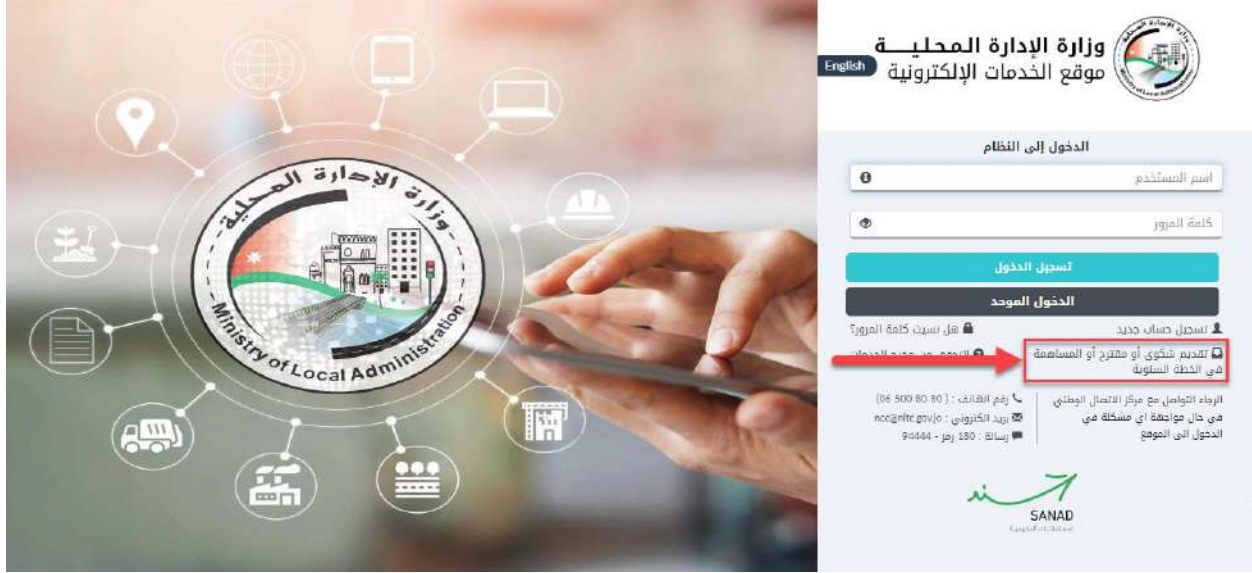 وزارة الإدارة المحليـــة
موقع الخدمات الإلكترونية
English
وزارة الإدارة المحلية
Ministry of Local Administration
الدخول إلى النظام
اسم المستخدم
كلمة المرور
تسجيل الدخول
الدخول الموحد
تسجيل حساب جديد
هل نسيت كلمة المرور؟
تقديم شكوى أو مقترح أو المساهمة
في الخطة السنوية
الرجاء التواصل مع مركز الاتصال الوطني
في حال مواجهة اي مشكلة في
الدخول الى الموقع
رقم الهاتف : ( 80 80 500 06)
بريد الكتروني : ncc@nitc.gov.jo
رسالة : 180 رمز - 94444
سند
SANAD